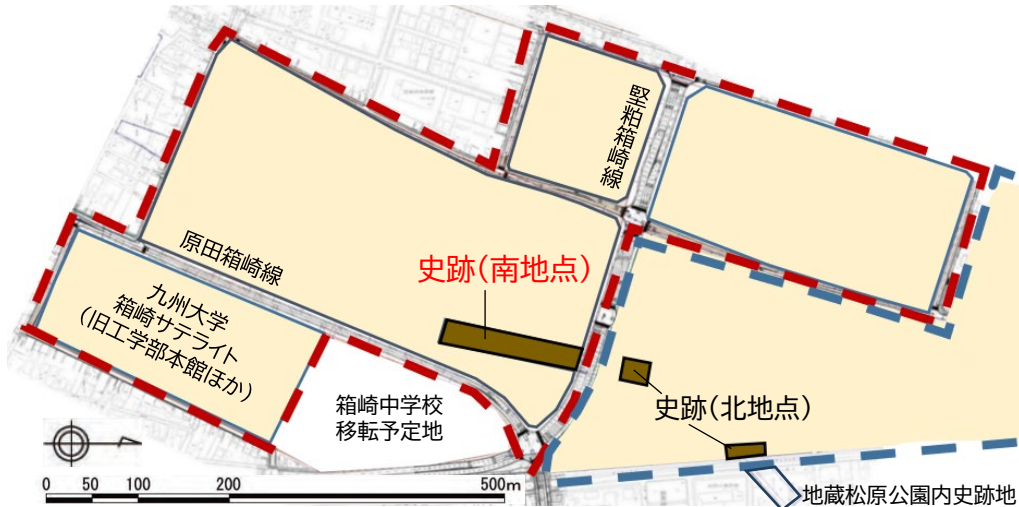 堅粕箱崎線
原田箱崎線
史跡(南地点)
九州大学
箱崎サテライト
(旧工学部本館ほか)
箱崎中学校
移転予定地
史跡(北地点)
0 50 100 200 500m
地蔵松原公園内史跡地